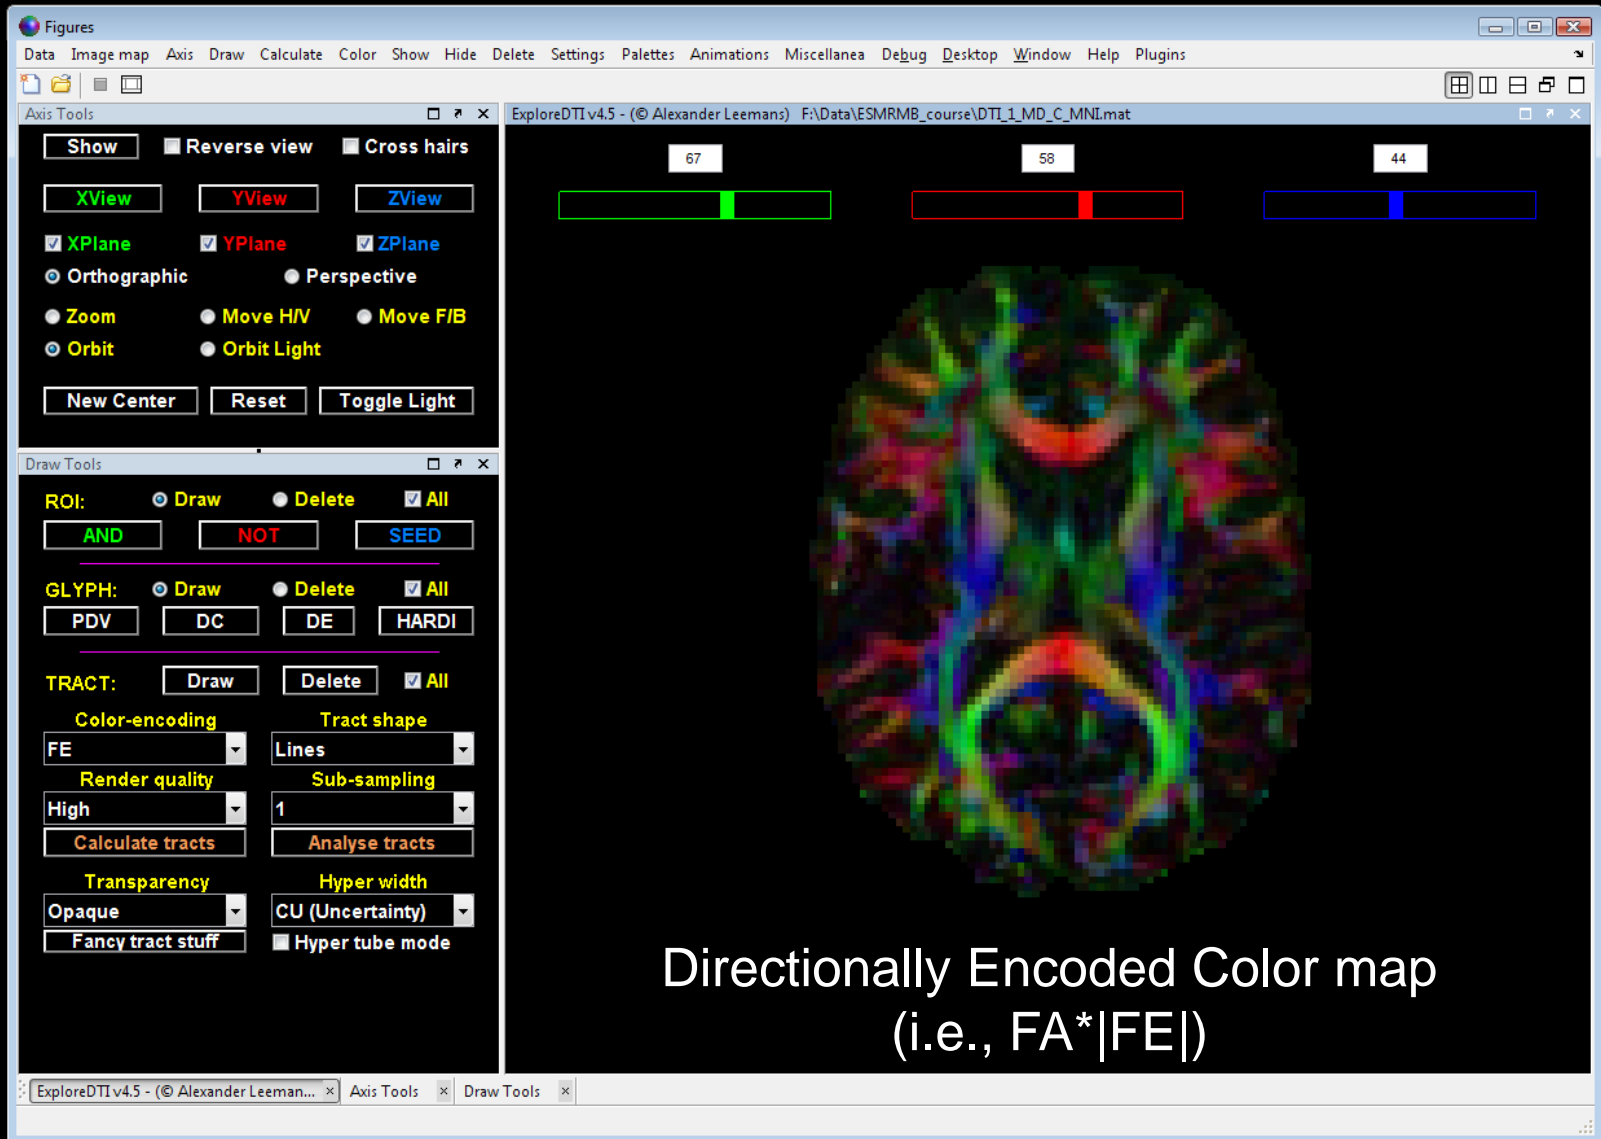 Figures
Data Image map Axis Draw Calculate Color Show Hide Delete Settings Palettes Animations Miscellanea Debug Desktop Window Help Plugins
Axis Tools
Show Reverse view Cross hairs
XView YView ZView
XPlane YPlane ZPlane
Orthographic Perspective
Zoom Move H/V Move F/B
Orbit Orbit Light
New Center Reset Toggle Light
Draw Tools
ROI: Draw Delete All
AND NOT SEED
GLYPH: Draw Delete All
PDV DC DE HARDI
TRACT: Draw Delete All
Color-encoding Tract shape
FE Lines
Render quality Sub-sampling
High 1
Calculate tracts Analyse tracts
Transparency Hyper width
Opaque CU (Uncertainty)
Fancy tract stuff Hyper tube mode
ExploreDTI v4.5 - (© Alexander Leemans) F:\Data\ESMRMB_course\DTI_1_MD_C_MNI.mat
67 58 44
Directionally Encoded Color map
(i.e., FA*|FE|)
ExploreDTI v4.5 - (© Alexander Leeman... Axis Tools Draw Tools